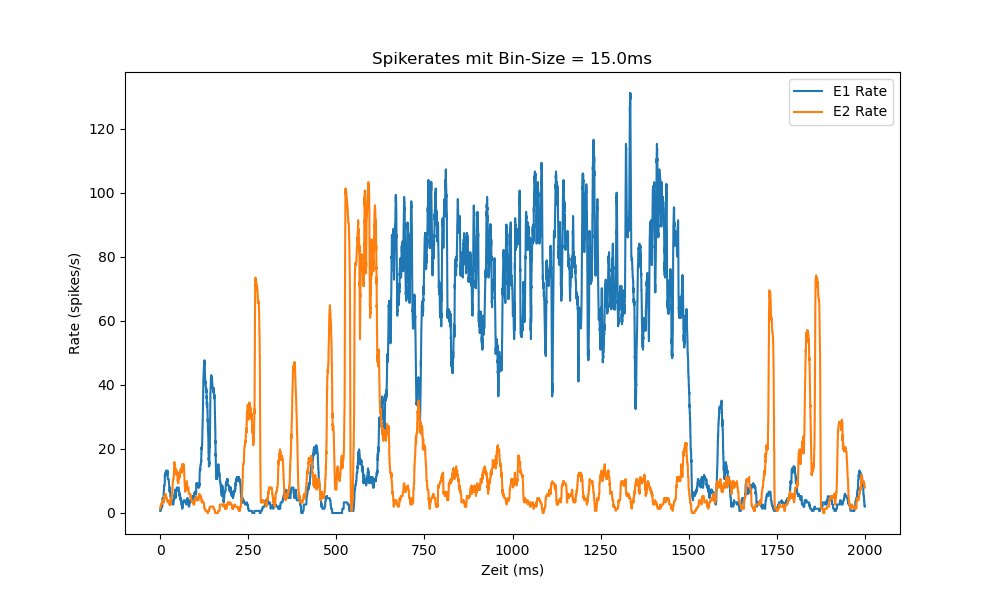 Spikerates mit Bin-Size = 15.0ms
E1 Rate
E2 Rate
120
100
80
60
40
20
0
Rate (spikes/s)
0 250 500 750 1000 1250 1500 1750 2000
Zeit (ms)